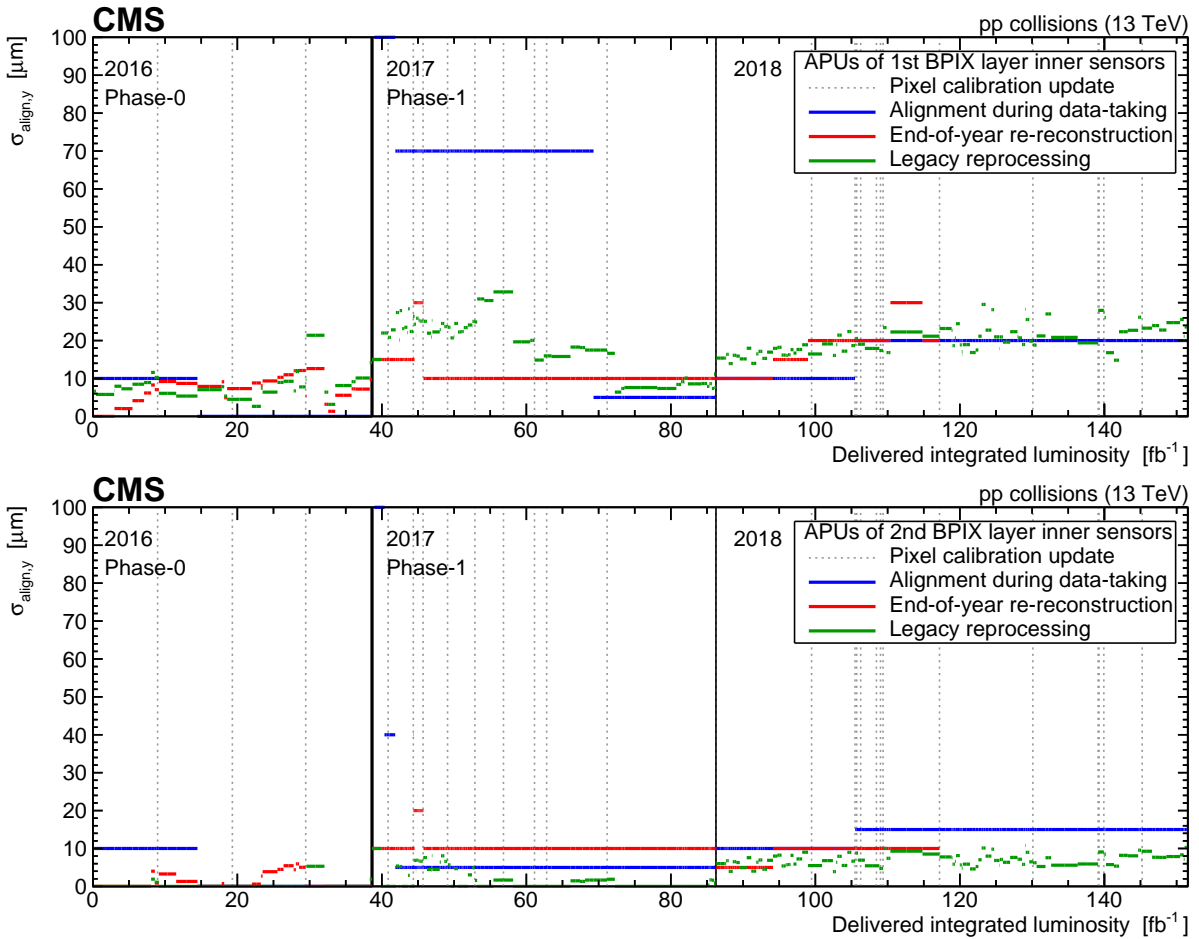 CMS
pp collisions (13 TeV)
σalign,y [μm]
100
90
80
70
60
50
40
30
20
10
0
2016
Phase-0
2017
Phase-1
2018
APUs of 1st BPIX layer inner sensors
Pixel calibration update
Alignment during data-taking
End-of-year re-reconstruction
Legacy reprocessing
0 20 40 60 80 100 120 140
Delivered integrated luminosity [fb⁻¹]
CMS
pp collisions (13 TeV)
σalign,y [μm]
100
90
80
70
60
50
40
30
20
10
0
2016
Phase-0
2017
Phase-1
2018
APUs of 2nd BPIX layer inner sensors
Pixel calibration update
Alignment during data-taking
End-of-year re-reconstruction
Legacy reprocessing
0 20 40 60 80 100 120 140
Delivered integrated luminosity [fb⁻¹]